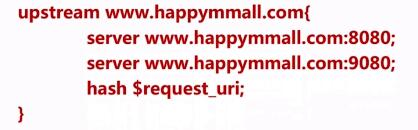 upstream www.happymmall.com{
server www.happymmall.com:8080;
server www.happymmall.com:9080;
hash $request_uri;
}